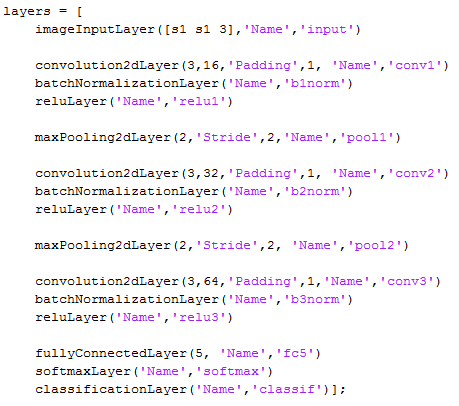 layers = [
imageInputLayer([s1 s1 3],'Name','input')
convolution2dLayer(3,16,'Padding',1, 'Name','conv1')
batchNormalizationLayer('Name','b1norm')
reluLayer('Name','relu1')
maxPooling2dLayer(2,'Stride',2,'Name','pool1')
convolution2dLayer(3,32,'Padding',1, 'Name','conv2')
batchNormalizationLayer('Name','b2norm')
reluLayer('Name','relu2')
maxPooling2dLayer(2,'Stride',2, 'Name','pool2')
convolution2dLayer(3,64,'Padding',1,'Name','conv3')
batchNormalizationLayer('Name','b3norm')
reluLayer('Name','relu3')
fullyConnectedLayer(5, 'Name','fc5')
softmaxLayer('Name','softmax')
classificationLayer('Name','classif')];